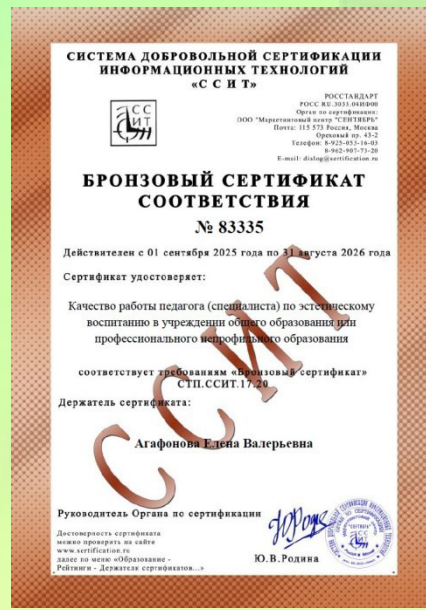 СИСТЕМА ДОБРОВОЛЬНОЙ СЕРТИФИКАЦИИ
ИНФОРМАЦИОННЫХ ТЕХНОЛОГИЙ
«С С И Т»
РОССТАНДАРТ
РОСС RU.3033.04ИФ00
Орган по сертификации:
ООО "Маркетинговый центр "СЕНТЯБРЬ"
Почта: 115 573 Россия, Москва
Ореховый пр. 43-2
Телефон: 8-925-055-16-03
8-962-907-73-20
E-mail: dialog@sertification.ru
СС
ИТ
БРОНЗОВЫЙ СЕРТИФИКАТ
СООТВЕТСТВИЯ
№ 83335
Действителен с 01 сентября 2025 года по 31 августа 2026 года
Сертификат удостоверяет:
Качество работы педагога (специалиста) по эстетическому
воспитанию в учреждении общего образования или
профессионального непрофильного образования
соответствует требованиям «Бронзовый сертификат»
СТП.ССИТ.17.20
Держатель сертификата:
Агафонова Елена Валерьевна
ССИТ
Руководитель Органа по сертификации
Достоверность сертификата
можно проверить на сайте
www.sertification.ru
далее по меню «Образование -
Рейтинги - Держатели сертификатов...»
Ю.В.Родина